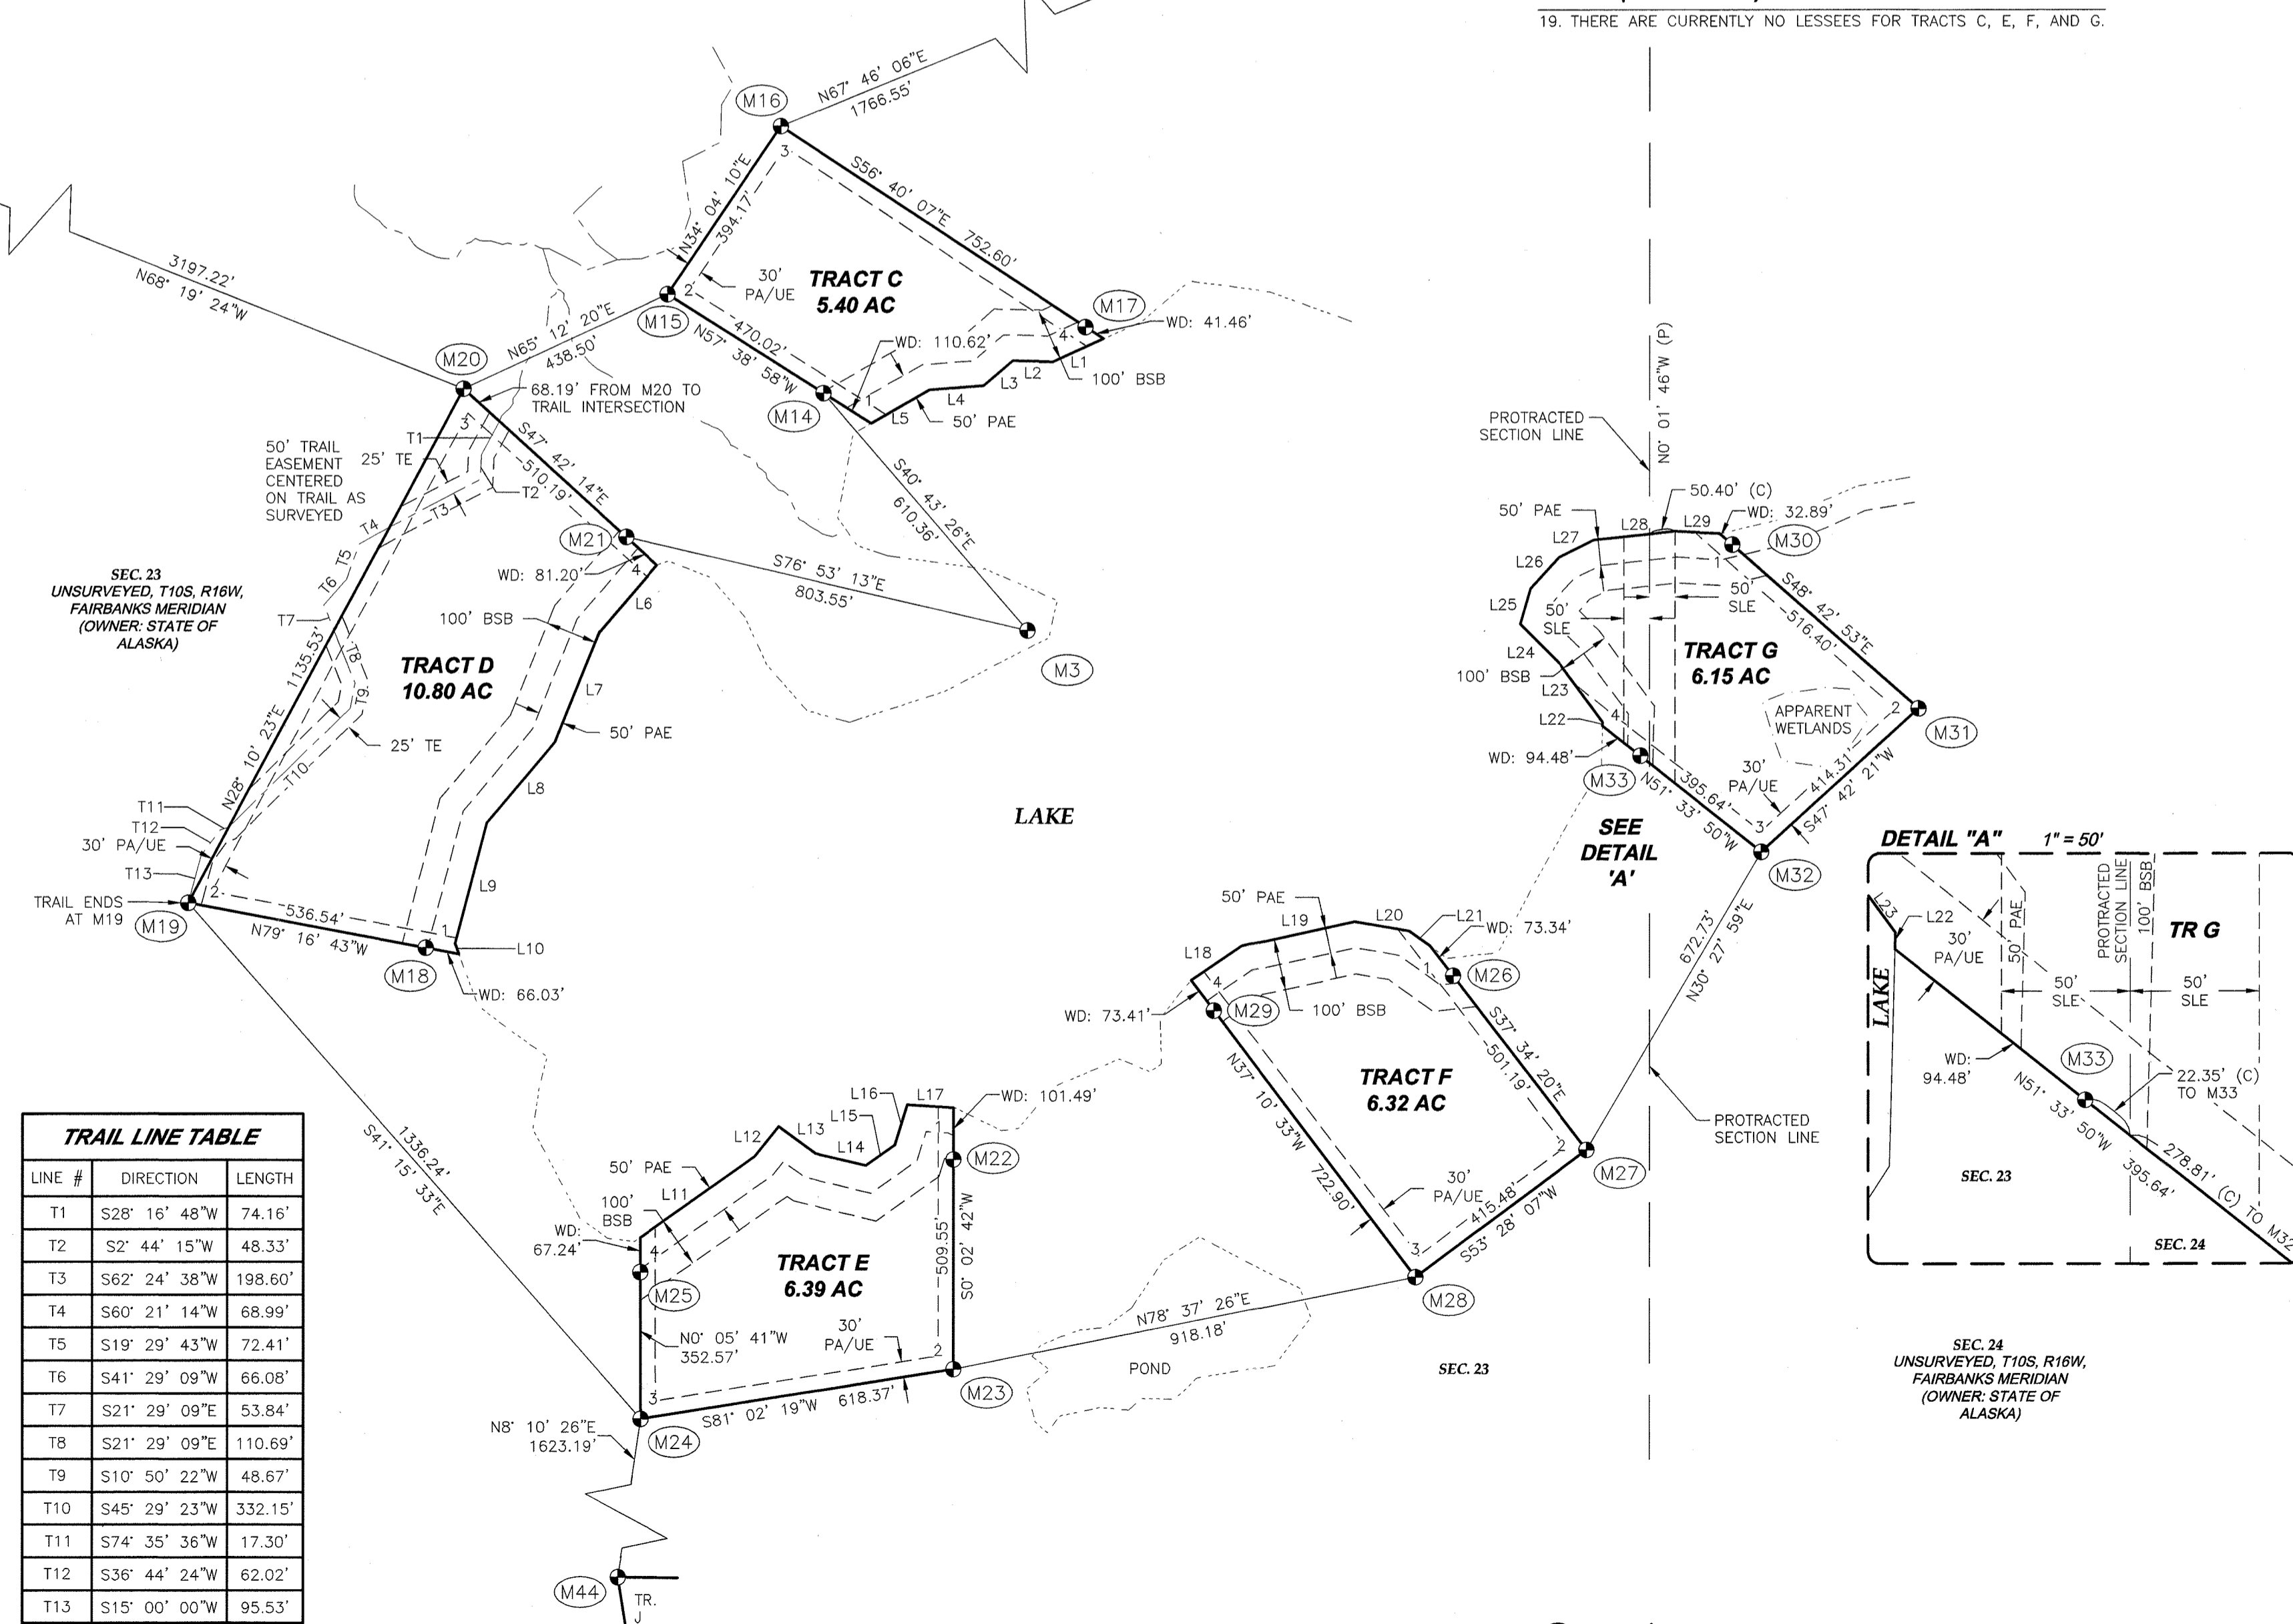 19. THERE ARE CURRENTLY NO LESSEES FOR TRACTS C, E, F, AND G.
N67° 46' 06"E
1766.55'
M16
S56° 40' 07"E
752.60'
3
N34° 04' 10"E
394.17'
30'
PA/UE
TRACT C
5.40 AC
2
M15
470.02'
N57° 38' 58"W
WD: 110.62'
1
M14
4
M17
WD: 41.46'
L1
L2
L3
L4
L5
100' BSB
50' PAE
3197.22'
N68° 19' 24"W
N65° 12' 20"E
438.50'
M20
68.19' FROM M20 TO
TRAIL INTERSECTION
S40° 43' 26"E
610.36'
50' TRAIL
EASEMENT
CENTERED
ON TRAIL AS
SURVEYED
25' TE
T1
T2
T3
T4
T5
T6
T7
T8
T9
T10
T11
T12
T13
3
S47° 42' 14"E
510.19'
M21
WD: 81.20'
4
L6
S76° 53' 13"E
803.55'
M3
SEC. 23
UNSURVEYED, T10S, R16W,
FAIRBANKS MERIDIAN
(OWNER: STATE OF
ALASKA)
1135.53'
N28° 10' 23"E
100' BSB
TRACT D
10.80 AC
L7
50' PAE
25' TE
L8
L9
L10
30' PA/UE
TRAIL ENDS
AT M19
M19
2
536.54'
N79° 16' 43"W
1
M18
WD: 66.03'
LAKE
1336.24'
S41° 15' 33"E
PROTRACTED
SECTION LINE
N0° 01' 46"W (P)
50.40' (C)
50' PAE
WD: 32.89'
L28
L29
L27
L26
L25
L24
L23
L22
M30
1
50'
SLE
50'
SLE
S48° 42' 53"E
516.40'
TRACT G
6.15 AC
100' BSB
APPARENT
WETLANDS
2
M31
4
WD: 94.48'
M33
395.64'
N51° 33' 50"W
30'
PA/UE
414.31'
S47° 42' 21"W
3
M32
SEE
DETAIL
'A'
672.73'
N30° 27' 59"E
DETAIL "A" 1" = 50'
L23
L22
30'
PA/UE
50' PAE
PROTRACTED
SECTION LINE
100' BSB
TR G
50'
SLE
50'
SLE
LAKE
WD:
94.48'
M33
N51° 33' 50"W
395.64'
22.35' (C)
TO M33
278.81' (C) TO M32
SEC. 23
SEC. 24
50' PAE
L18
L19
L20
L21
WD: 73.34'
4
1
M26
WD: 73.41'
M29
100' BSB
S37° 34' 20"E
501.19'
TRACT F
6.32 AC
N37° 10' 33"W
722.90'
30'
PA/UE
2
M27
415.48'
S53° 28' 07"W
3
M28
PROTRACTED
SECTION LINE
L16
L17
L15
L14
L13
L12
L11
WD: 101.49'
1
M22
50' PAE
100'
BSB
WD:
67.24'
4
M25
TRACT E
6.39 AC
509.55'
S0° 02' 42"W
N0° 05' 41"W
352.57'
30'
PA/UE
2
3
S81° 02' 19"W
618.37'
M23
M24
N78° 37' 26"E
918.18'
POND
SEC. 23
SEC. 24
UNSURVEYED, T10S, R16W,
FAIRBANKS MERIDIAN
(OWNER: STATE OF
ALASKA)
N8° 10' 26"E
1623.19'
M44
TR.
J
TRAIL LINE TABLE
LINE # DIRECTION LENGTH
T1 S28° 16' 48"W 74.16'
T2 S2° 44' 15"W 48.33'
T3 S62° 24' 38"W 198.60'
T4 S60° 21' 14"W 68.99'
T5 S19° 29' 43"W 72.41'
T6 S41° 29' 09"W 66.08'
T7 S21° 29' 09"E 53.84'
T8 S21° 29' 09"E 110.69'
T9 S10° 50' 22"W 48.67'
T10 S45° 29' 23"W 332.15'
T11 S74° 35' 36"W 17.30'
T12 S36° 44' 24"W 62.02'
T13 S15° 00' 00"W 95.53'